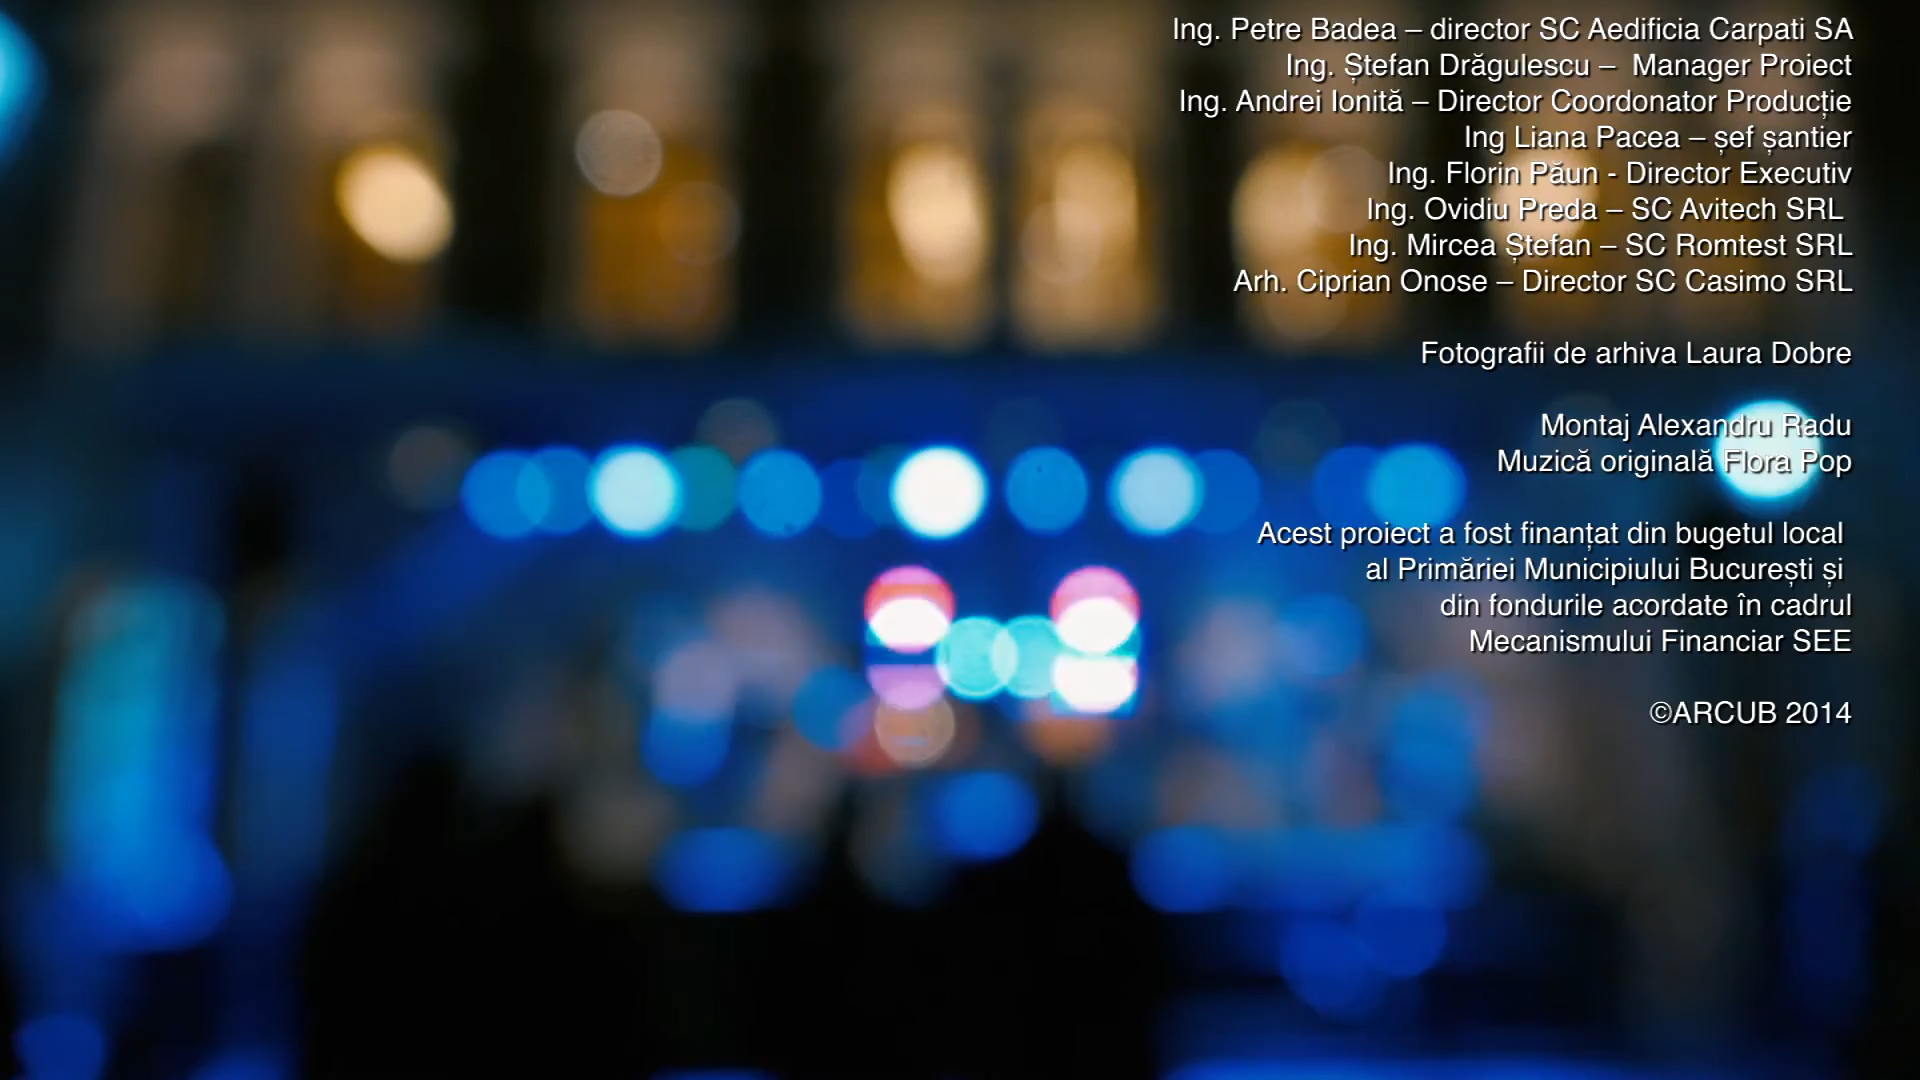 Ing. Petre Badea – director SC Aedificia Carpati SA
Ing. Ștefan Drăgulescu – Manager Proiect
Ing. Andrei Ionită – Director Coordonator Producție
Ing Liana Pacea – șef șantier
Ing. Florin Păun - Director Executiv
Ing. Ovidiu Preda – SC Avitech SRL
Ing. Mircea Ștefan – SC Romtest SRL
Arh. Ciprian Onose – Director SC Casimo SRL
Fotografii de arhiva Laura Dobre
Montaj Alexandru Radu
Muzică originală Flora Pop
Acest proiect a fost finanțat din bugetul local
al Primăriei Municipiului București și
din fondurile acordate în cadrul
Mecanismului Financiar SEE
©ARCUB 2014